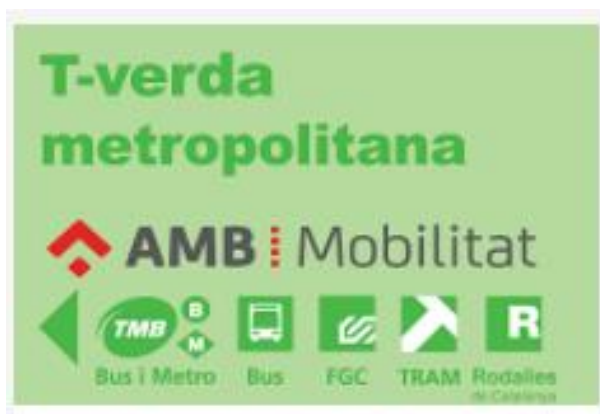 T-verda
metropolitana
AMB Mobilitat
TMB B M R
Bus i Metro Bus FGC TRAM Rodalies
de Catalunya